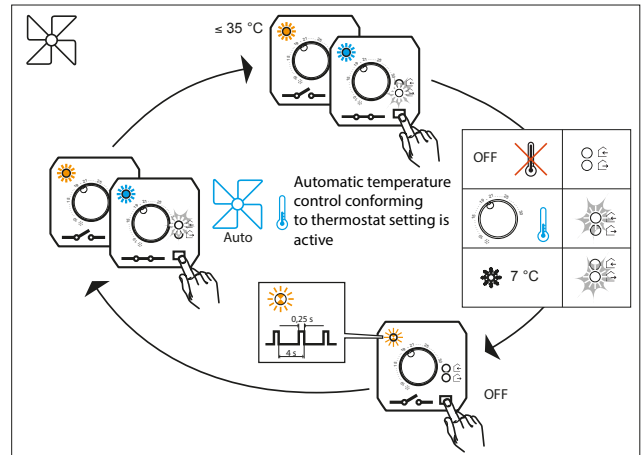 ≤ 35 °C
OFF
7 °C
Auto
Automatic temperature
control conforming
to thermostat setting is
active
0,25 s
4 s
OFF